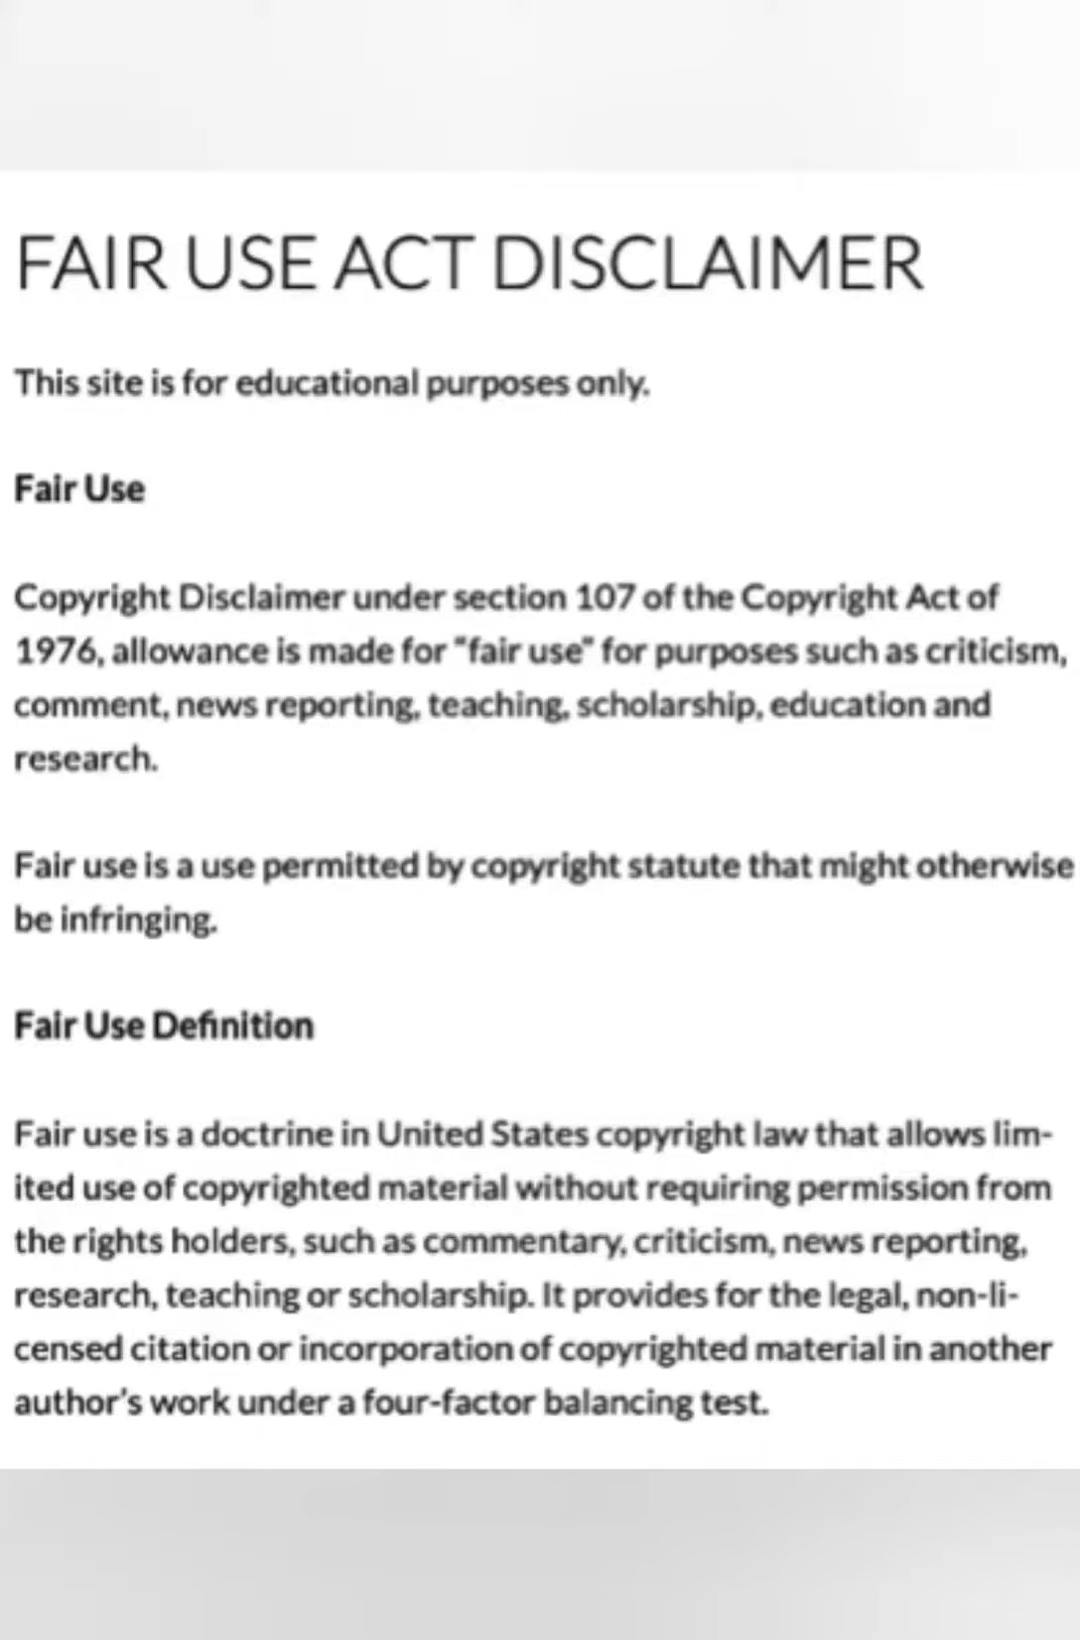 FAIR USE ACT DISCLAIMER
This site is for educational purposes only.
Fair Use
Copyright Disclaimer under section 107 of the Copyright Act of
1976, allowance is made for "fair use" for purposes such as criticism,
comment, news reporting, teaching, scholarship, education and
research.
Fair use is a use permitted by copyright statute that might otherwise
be infringing.
Fair Use Definition
Fair use is a doctrine in United States copyright law that allows lim-
ited use of copyrighted material without requiring permission from
the rights holders, such as commentary, criticism, news reporting,
research, teaching or scholarship. It provides for the legal, non-li-
censed citation or incorporation of copyrighted material in another
author's work under a four-factor balancing test.